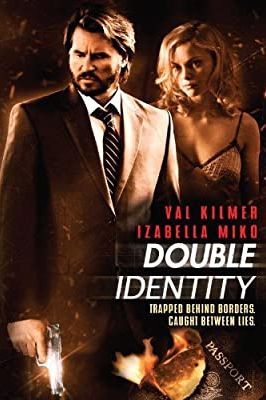 VAL KILMER
IZABELLA MIKO
DOUBLE
IDENTITY
TRAPPED BEHIND BORDERS.
CAUGHT BETWEEN LIES.
PASSPORT